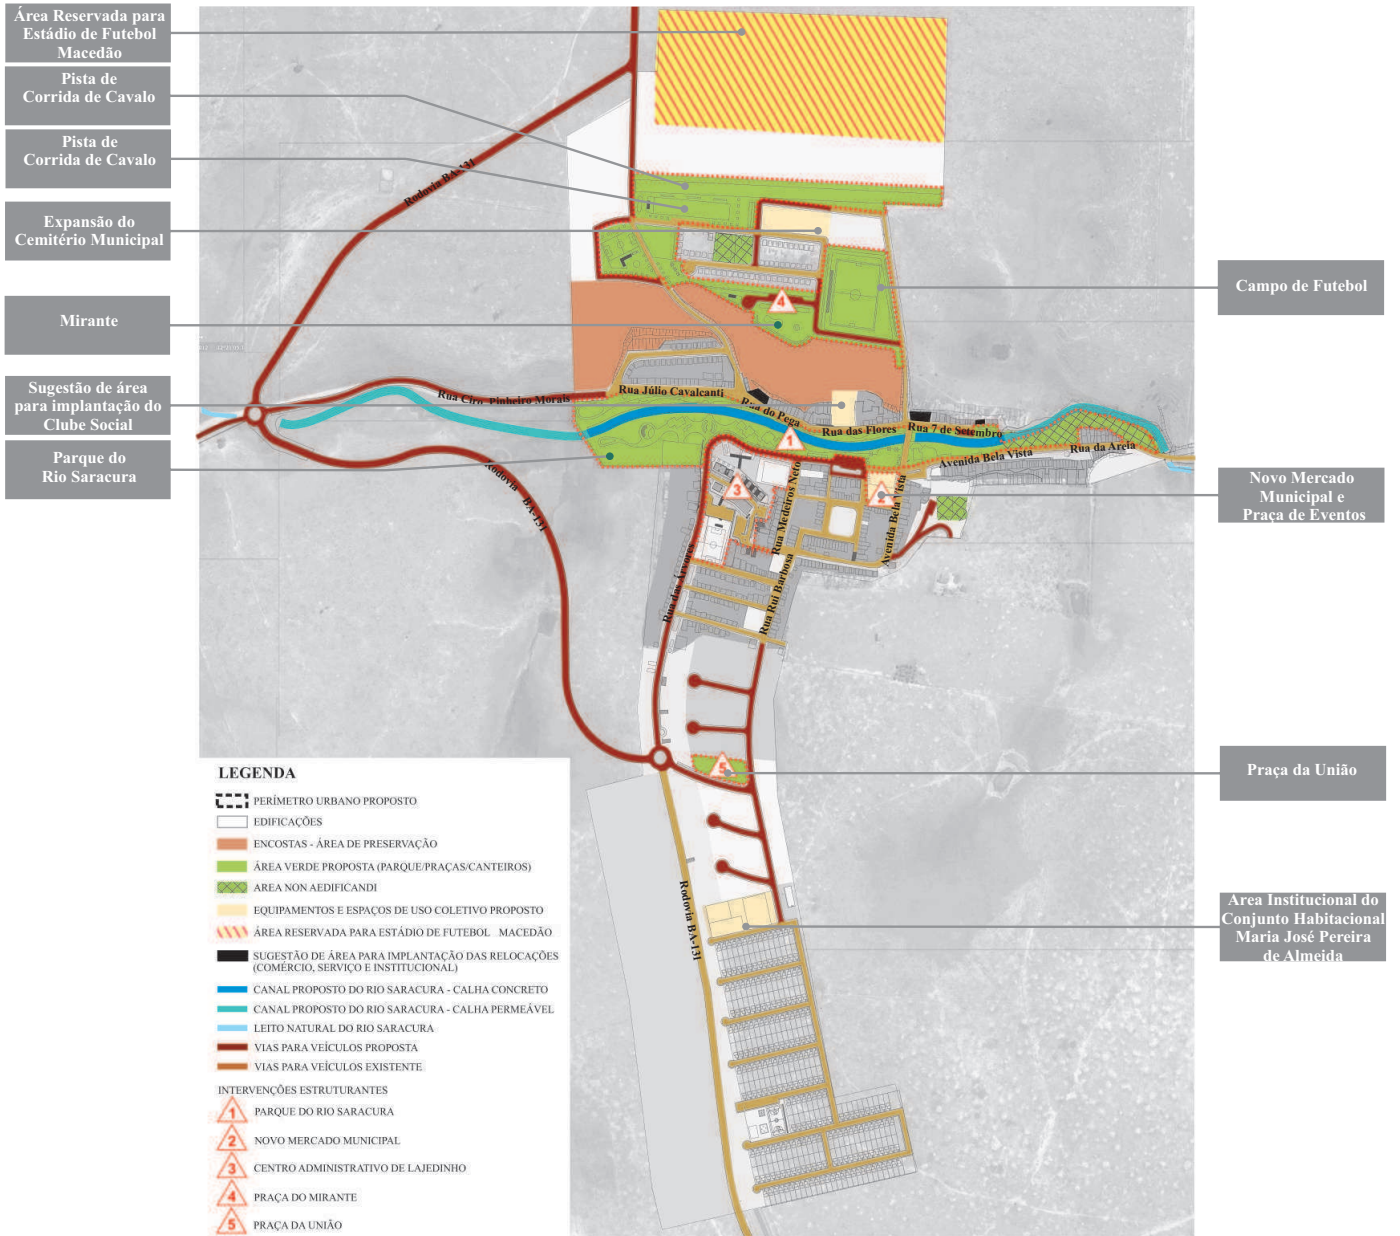 Área Reservada para
Estádio de Futebol
Macedão
Pista de
Corrida de Cavalo
Pista de
Corrida de Cavalo
Expansão do
Cemitério Municipal
Mirante
Sugestão de área
para implantação do
Clube Social
Parque do
Rio Saracura
Campo de Futebol
Novo Mercado
Municipal e
Praça de Eventos
Praça da União
Area Institucional do
Conjunto Habitacional
Maria José Pereira
de Almeida
Rodovia BA-131
Rua Ciro Pinheiro Morais
Rua Júlio Cavalcanti
Rua do Pega
Rua das Flores
Rua 7 de Setembro
Avenida Bela Vista
Rua da Areia
Rodovia BA-131
Rua Medeiros Neto
Avenida Bela Vista
Rua das Árvores
Rua Rui Barbosa
Rodovia BA-131
4
1
2
3
5
LEGENDA
PERÍMETRO URBANO PROPOSTO
EDIFICAÇÕES
ENCOSTAS - ÁREA DE PRESERVAÇÃO
ÁREA VERDE PROPOSTA (PARQUE/PRAÇAS/CANTEIROS)
AREA NON AEDIFICANDI
EQUIPAMENTOS E ESPAÇOS DE USO COLETIVO PROPOSTO
ÁREA RESERVADA PARA ESTÁDIO DE FUTEBOL MACEDÃO
SUGESTÃO DE ÁREA PARA IMPLANTAÇÃO DAS RELOCAÇÕES
(COMÉRCIO, SERVIÇO E INSTITUCIONAL)
CANAL PROPOSTO DO RIO SARACURA - CALHA CONCRETO
CANAL PROPOSTO DO RIO SARACURA - CALHA PERMEÁVEL
LEITO NATURAL DO RIO SARACURA
VIAS PARA VEÍCULOS PROPOSTA
VIAS PARA VEÍCULOS EXISTENTE
INTERVENÇÕES ESTRUTURANTES
1 PARQUE DO RIO SARACURA
2 NOVO MERCADO MUNICIPAL
3 CENTRO ADMINISTRATIVO DE LAJEDINHO
4 PRAÇA DO MIRANTE
5 PRAÇA DA UNIÃO